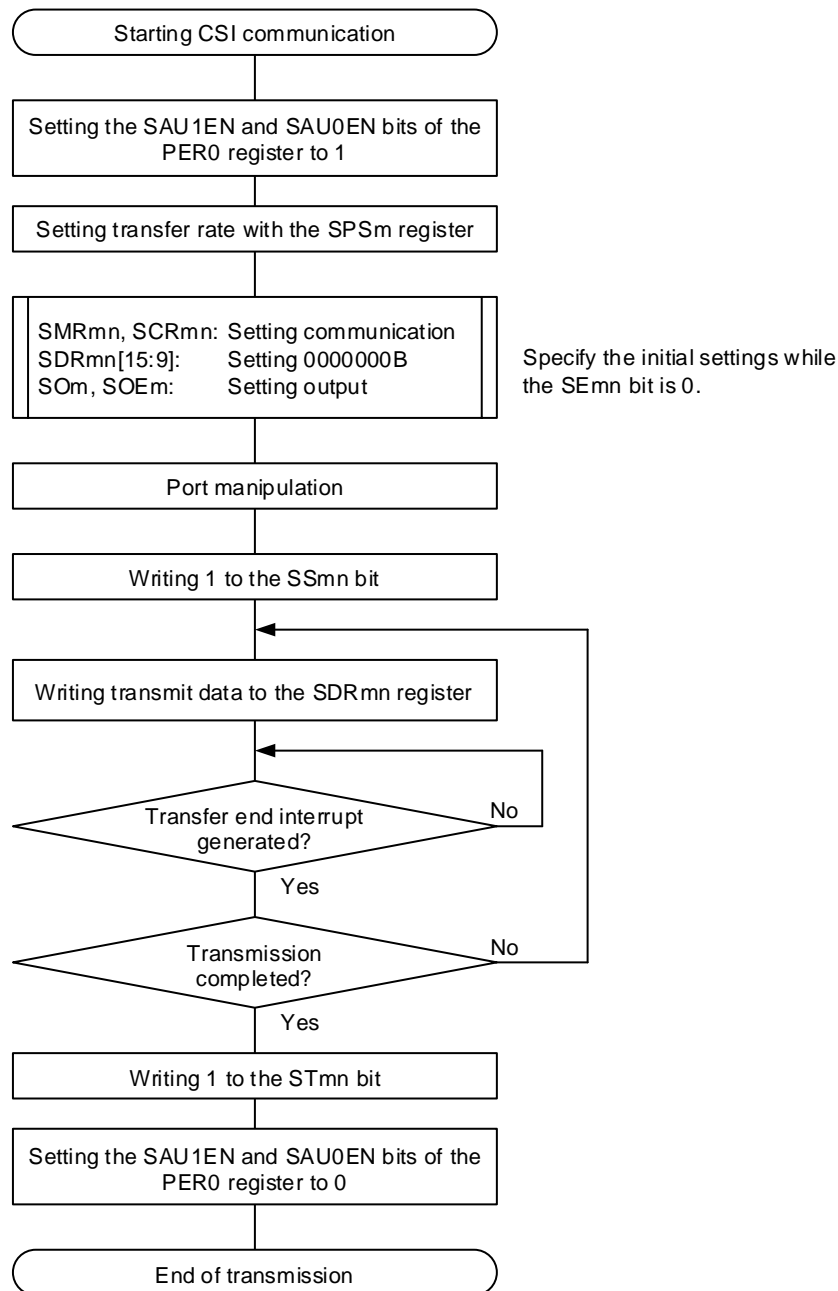 Starting CSI communication
Setting the SAU1EN and SAU0EN bits of the
PER0 register to 1
Setting transfer rate with the SPSm register
SMRmn, SCRmn: Setting communication
SDRmn[15:9]: Setting 0000000B
SOm, SOEm: Setting output
Specify the initial settings while
the SEmn bit is 0.
Port manipulation
Writing 1 to the SSmn bit
Writing transmit data to the SDRmn register
Transfer end interrupt
generated?
No
Yes
Transmission
completed?
No
Yes
Writing 1 to the STmn bit
Setting the SAU1EN and SAU0EN bits of the
PER0 register to 0
End of transmission